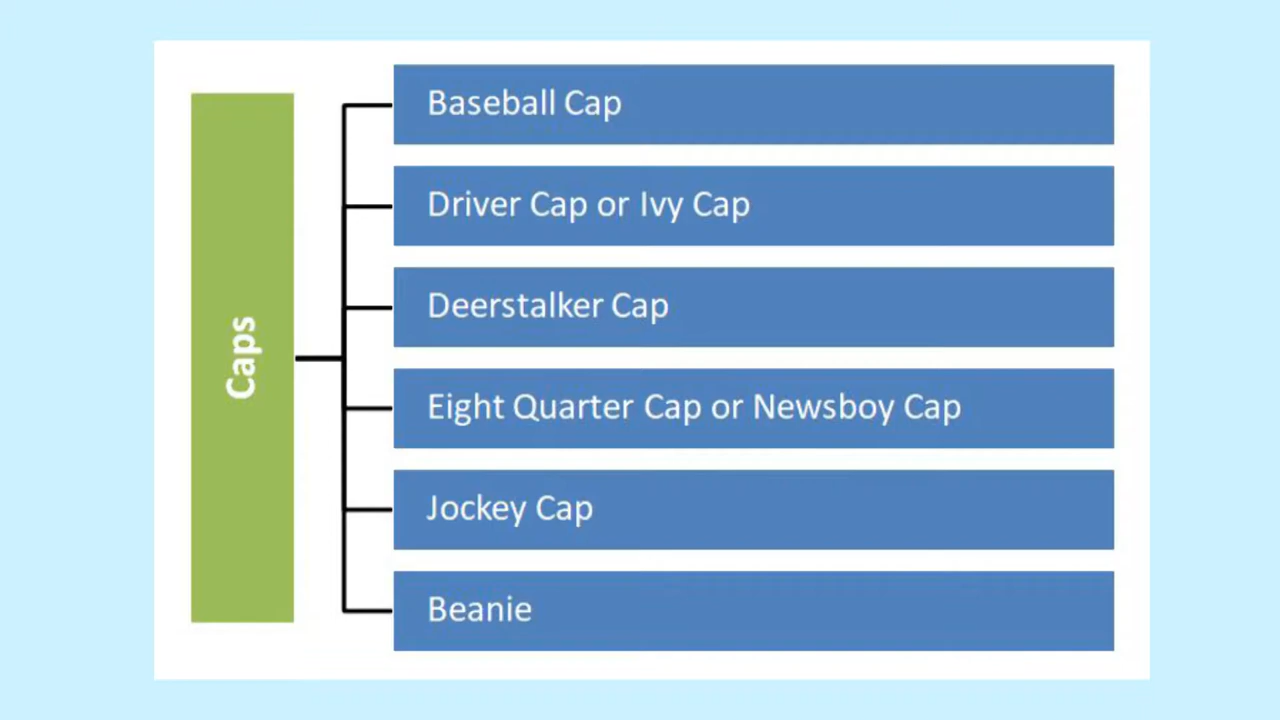 Caps
Baseball Cap
Driver Cap or Ivy Cap
Deerstalker Cap
Eight Quarter Cap or Newsboy Cap
Jockey Cap
Beanie